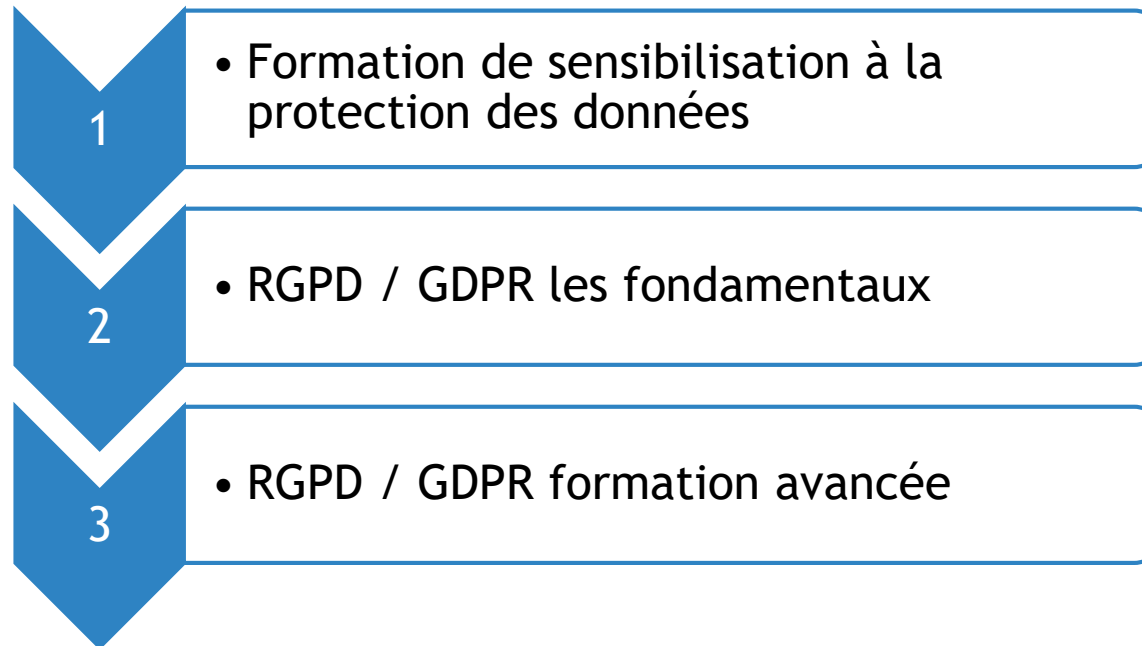 1
• Formation de sensibilisation à la
protection des données
2
• RGPD / GDPR les fondamentaux
3
• RGPD / GDPR formation avancée